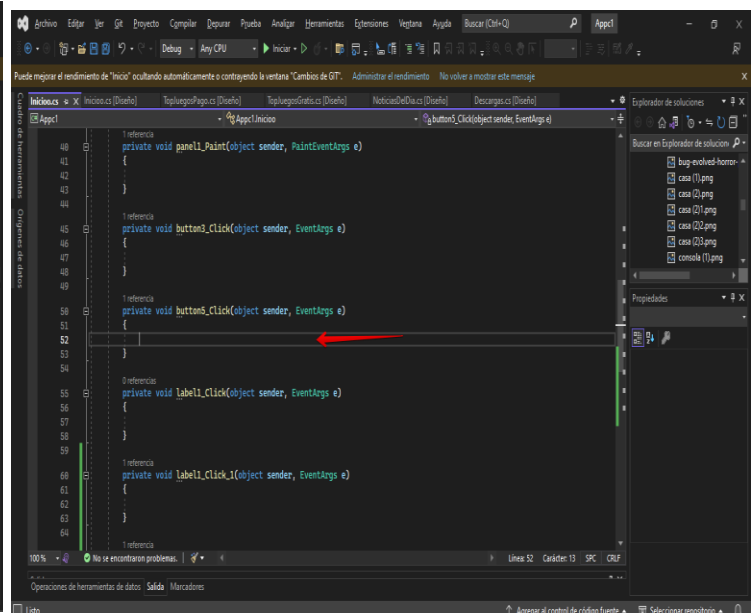 Archivo Editar Ver Git Proyecto Compilar Depurar Prueba Analizar Herramientas Extensiones Ventana Ayuda Buscar (Ctrl+Q) Appc1
Debug Any CPU Iniciar
Puede mejorar el rendimiento de "Inicio" ocultando automáticamente o contrayendo la ventana "Cambios de GIT". Administrar el rendimiento No volver a mostrar este mensaje
Cuadro de herramientas
Orígenes de datos
Inicioo.cs Inicioo.cs [Diseño] TopJuegosPago.cs [Diseño] TopJuegosGratis.cs [Diseño] NoticiasDelDia.cs [Diseño] Descargas.cs [Diseño]
Appc1 Appc1.Inicioo button5_Click(object sender, EventArgs e)
1 referencia
40 private void panel1_Paint(object sender, PaintEventArgs e)
41 {
42
43 }
44
1 referencia
45 private void button3_Click(object sender, EventArgs e)
46 {
47
48 }
49
1 referencia
50 private void button5_Click(object sender, EventArgs e)
51 {
52
53 }
54
0 referencias
55 private void label1_Click(object sender, EventArgs e)
56 {
57
58 }
59
1 referencia
60 private void label1_Click_1(object sender, EventArgs e)
61 {
62
63 }
64
1 referencia
100 % No se encontraron problemas. Línea: 52 Carácter: 13 SPC CRLF
Operaciones de herramientas de datos Salida Marcadores
Listo Agregar al control de código fuente Seleccionar repositorio
Explorador de soluciones
Buscar en Explorador de solucion
bug-evolved-horror-
casa (1).png
casa (2).png
casa (2)1.png
casa (2)2.png
casa (2)3.png
consola (1).png
Propiedades